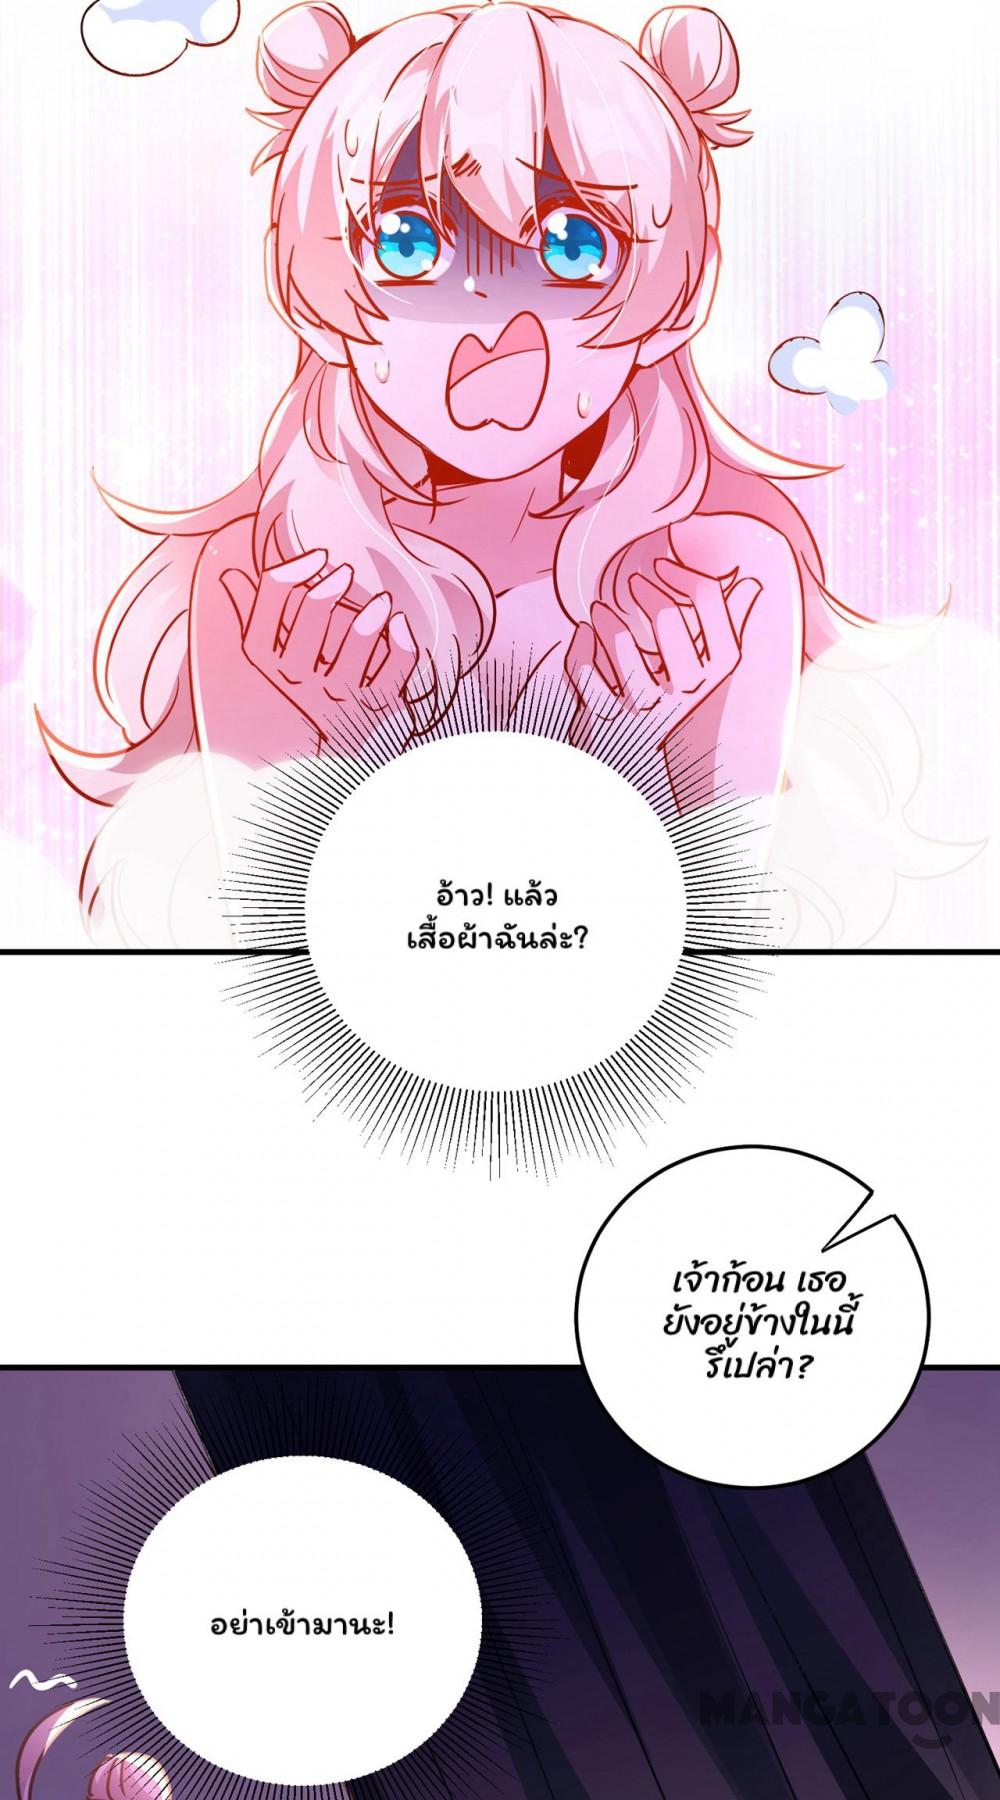 อ้าว! แล้ว
เสื้อผ้าฉันล่ะ?
เจ้าก้อน เธอ
ยังอยู่ข้างในนี้
รึเปล่า?
อย่าเข้ามานะ!
MANGATOON